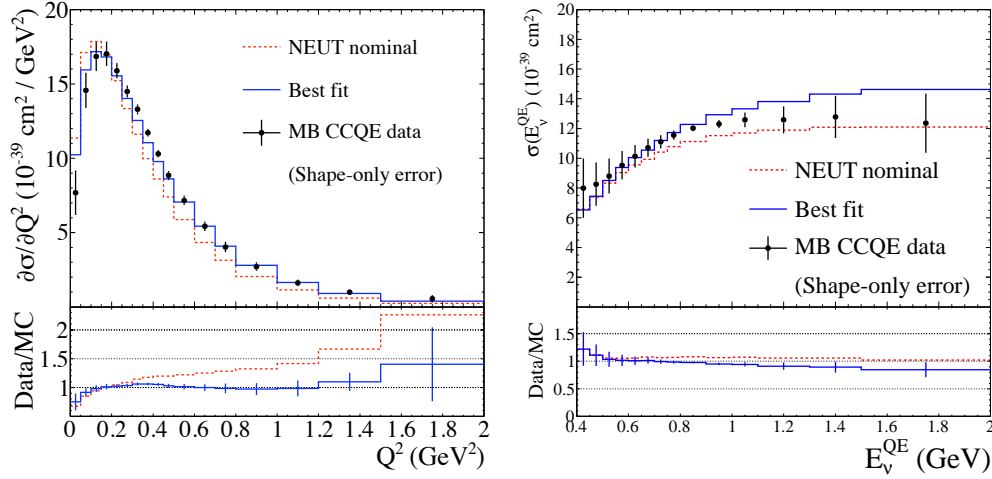 ∂σ/∂Q² (10⁻³⁹ cm² / GeV²)
20
15
10
5
NEUT nominal
Best fit
MB CCQE data
(Shape-only error)
Data/MC
2
1.5
1
0 0.2 0.4 0.6 0.8 1 1.2 1.4 1.6 1.8 2
Q² (GeV²)
σ(E_ν^QE) (10⁻³⁹ cm²)
20
18
16
14
12
10
8
6
4
2
0
NEUT nominal
Best fit
MB CCQE data
(Shape-only error)
Data/MC
1.5
1
0.5
0
0.4 0.6 0.8 1 1.2 1.4 1.6 1.8 2
E_ν^QE (GeV)